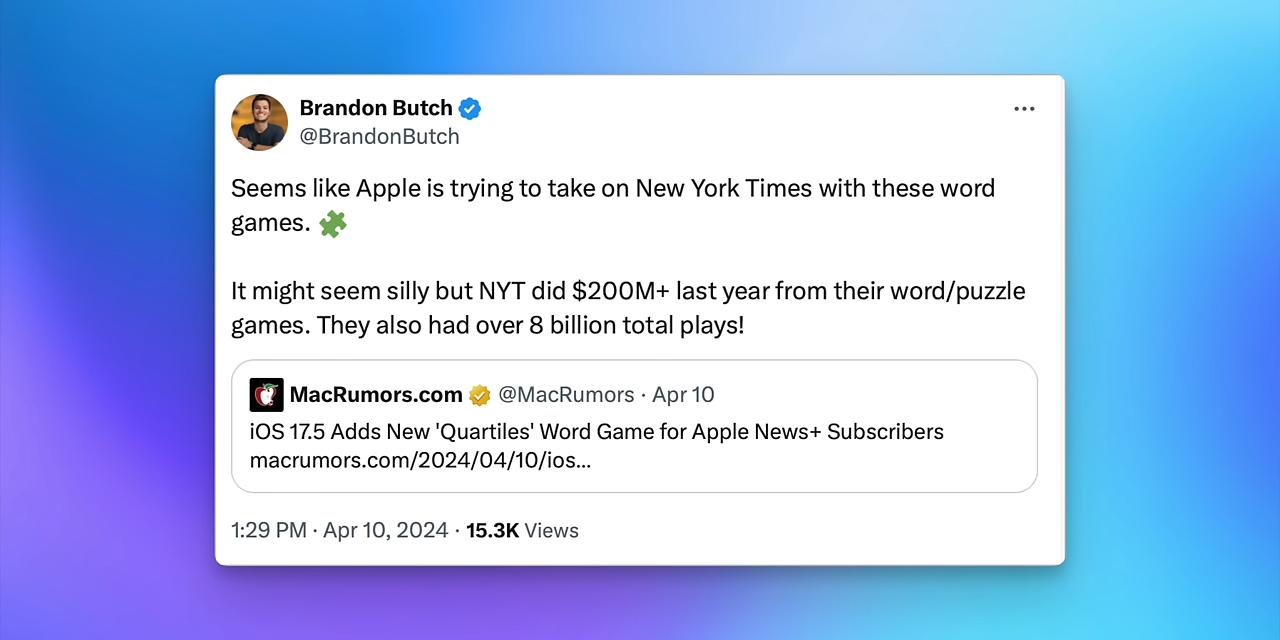 Brandon Butch
@BrandonButch
Seems like Apple is trying to take on New York Times with these word
games. 🧩
It might seem silly but NYT did $200M+ last year from their word/puzzle
games. They also had over 8 billion total plays!
MacRumors.com @MacRumors · Apr 10
iOS 17.5 Adds New 'Quartiles' Word Game for Apple News+ Subscribers
macrumors.com/2024/04/10/ios...
1:29 PM · Apr 10, 2024 · 15.3K Views